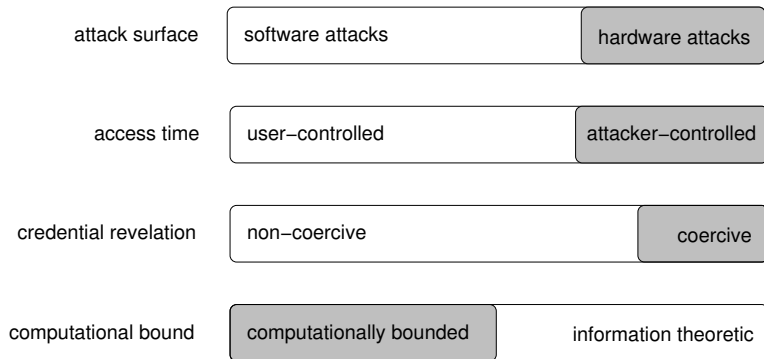 attack surface software attacks hardware attacks
access time user−controlled attacker−controlled
credential revelation non−coercive coercive
computational bound computationally bounded information theoretic